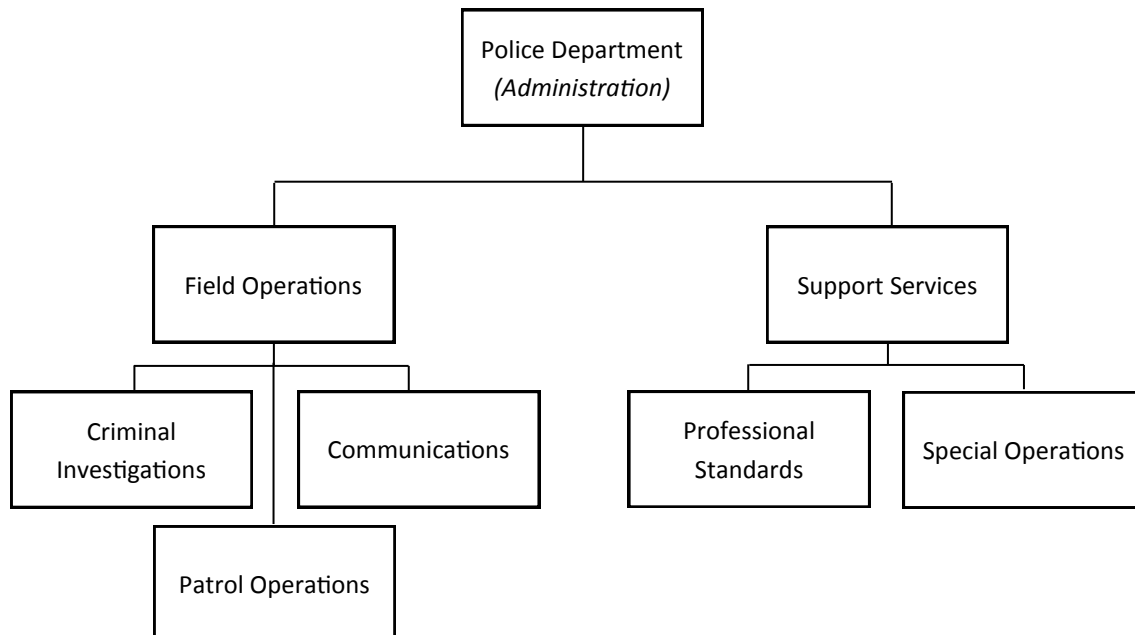 Police Department
(Administration)
Field Operations
Support Services
Criminal
Investigations
Communications
Professional
Standards
Special Operations
Patrol Operations